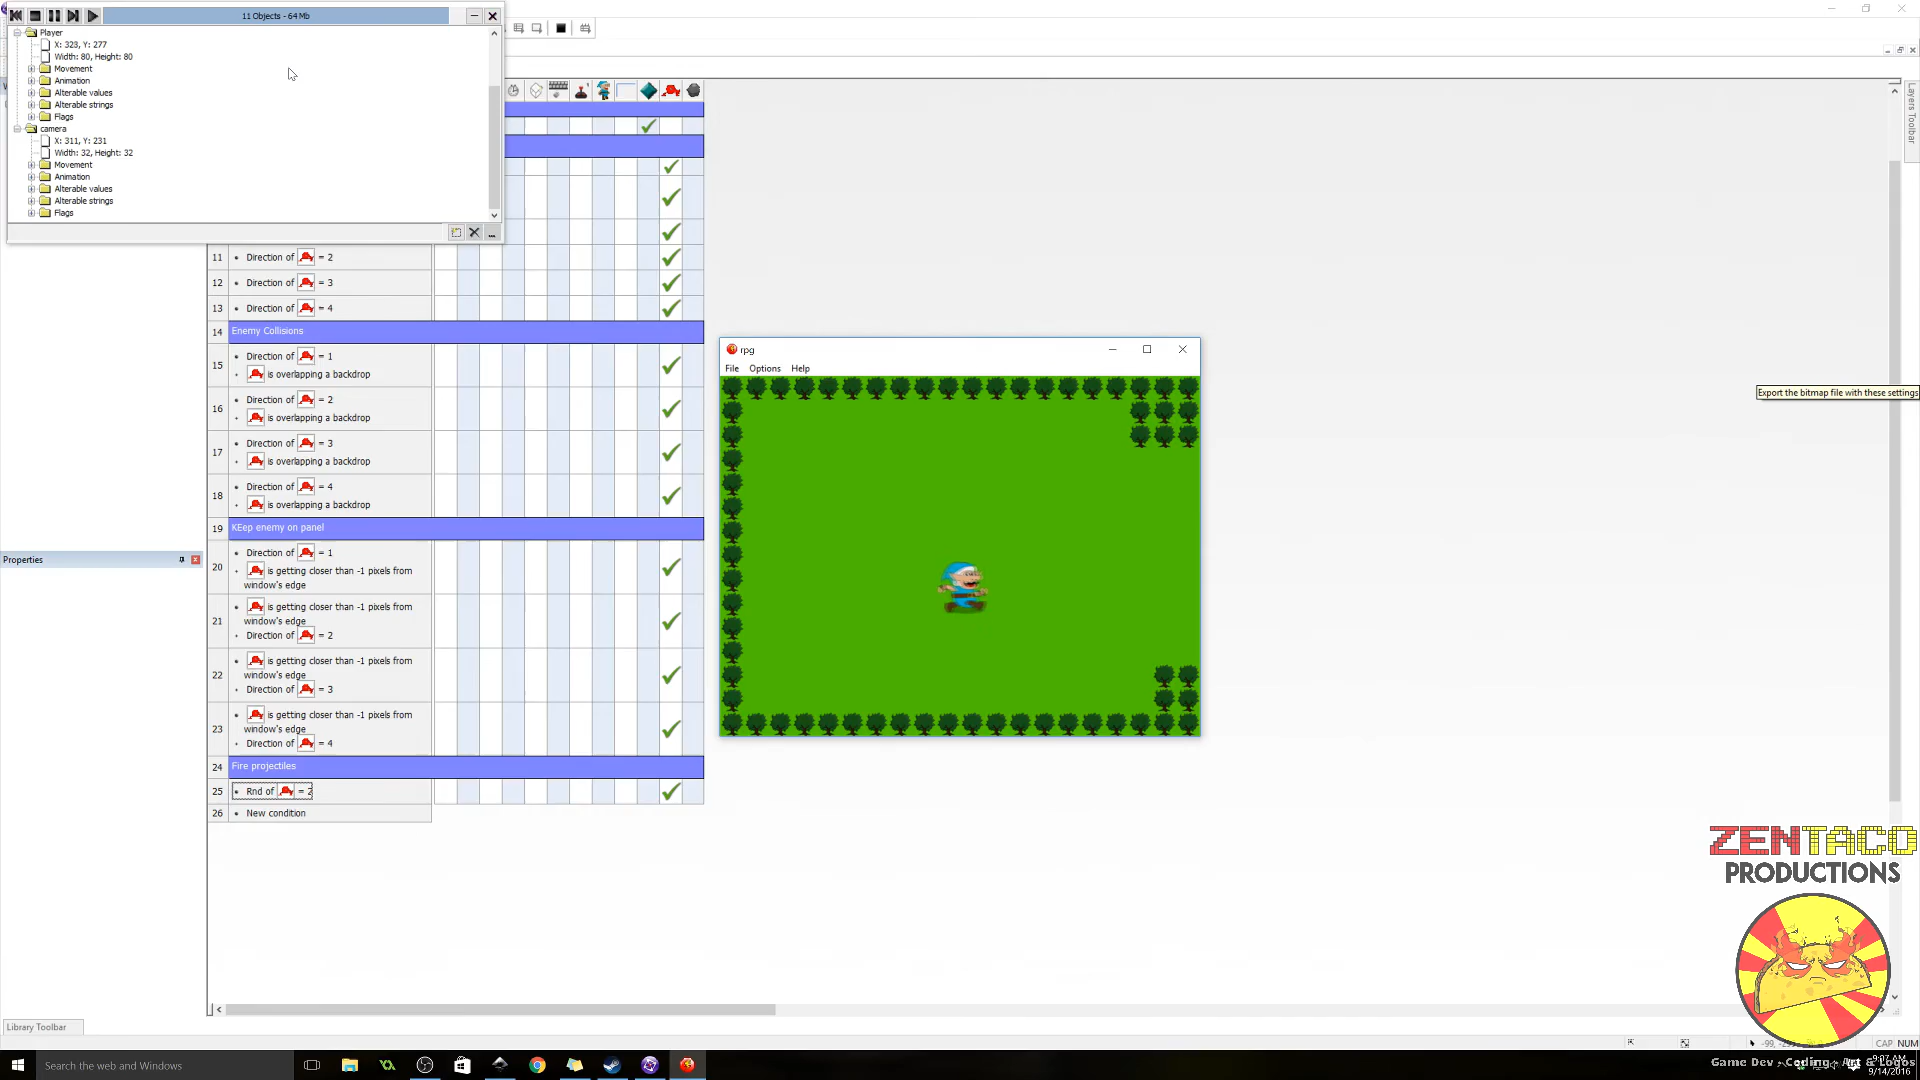 11 Objects - 64 Mb
Player
X: 323, Y: 277
Width: 80, Height: 80
Movement
Animation
Alterable values
Alterable strings
Flags
camera
X: 311, Y: 231
Width: 32, Height: 32
Movement
Animation
Alterable values
Alterable strings
Flags
Layers Toolbar
11 Direction of = 2
12 Direction of = 3
13 Direction of = 4
14 Enemy Collisions
15 Direction of = 1
is overlapping a backdrop
16 Direction of = 2
is overlapping a backdrop
17 Direction of = 3
is overlapping a backdrop
18 Direction of = 4
is overlapping a backdrop
19 KEep enemy on panel
20 Direction of = 1
is getting closer than -1 pixels from
window's edge
21 is getting closer than -1 pixels from
window's edge
Direction of = 2
22 is getting closer than -1 pixels from
window's edge
Direction of = 3
23 is getting closer than -1 pixels from
window's edge
Direction of = 4
24 Fire projectiles
25 Rnd of = 2
26 New condition
Properties
rpg
File Options Help
Export the bitmap file with these settings
ZENTACO
PRODUCTIONS
Library Toolbar
CAP NUM
Search the web and Windows
Game Dev - Coding - Art & Logos
9/14/2016